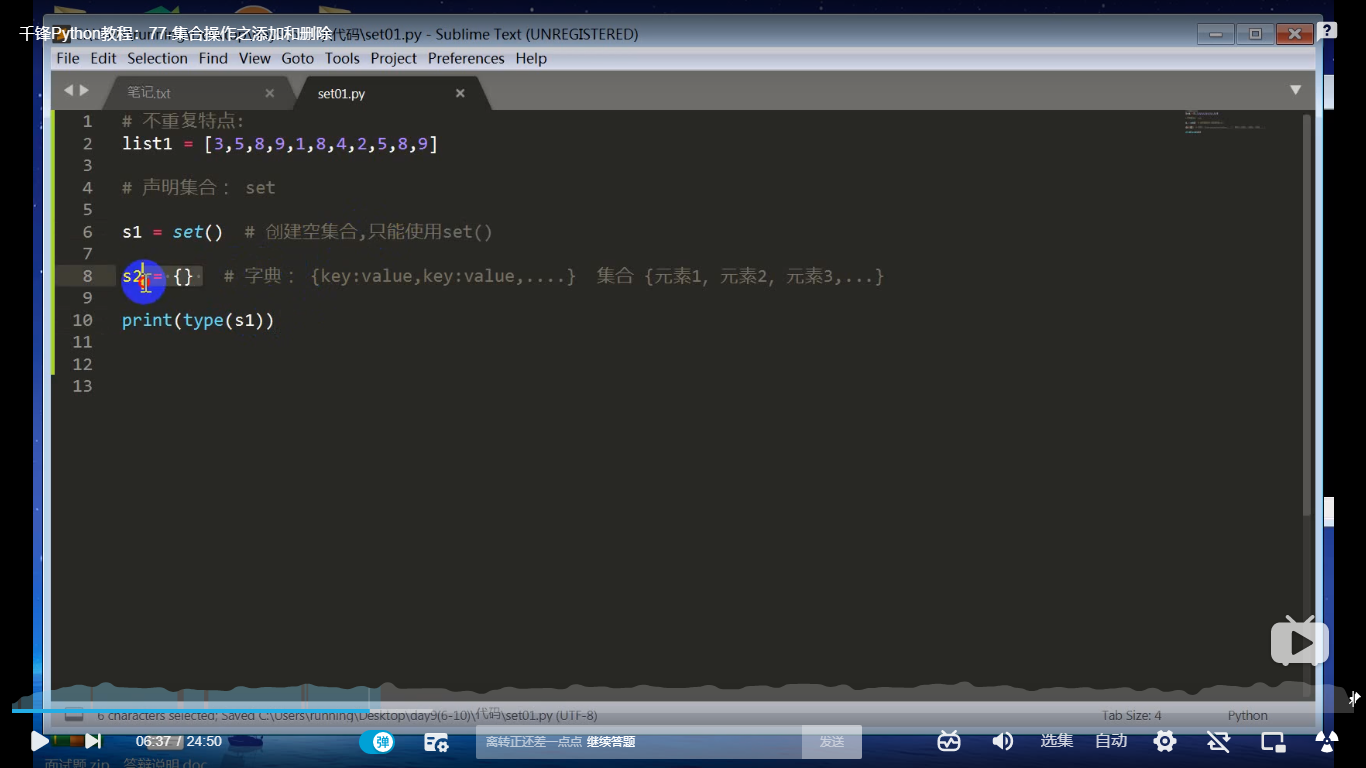 千锋Python教程：77.集合操作之添加和删除
代码\set01.py - Sublime Text (UNREGISTERED)
File Edit Selection Find View Goto Tools Project Preferences Help
笔记.txt × set01.py ×
1 # 不重复特点:
2 list1 = [3,5,8,9,1,8,4,2,5,8,9]
3
4 # 声明集合： set
5
6 s1 = set() # 创建空集合,只能使用set()
7
8 s2 = {} # 字典： {key:value,key:value,....} 集合 {元素1, 元素2, 元素3,...}
9
10 print(type(s1))
11
12
13
6 characters selected; Saved C:\Users\running\Desktop\day9(6-10)\代码\set01.py (UTF-8) Tab Size: 4 Python
06:37 / 24:50 弹 离转正还差一点点 继续答题 发送 选集 自动
面试题.zip 答辩说明.doc